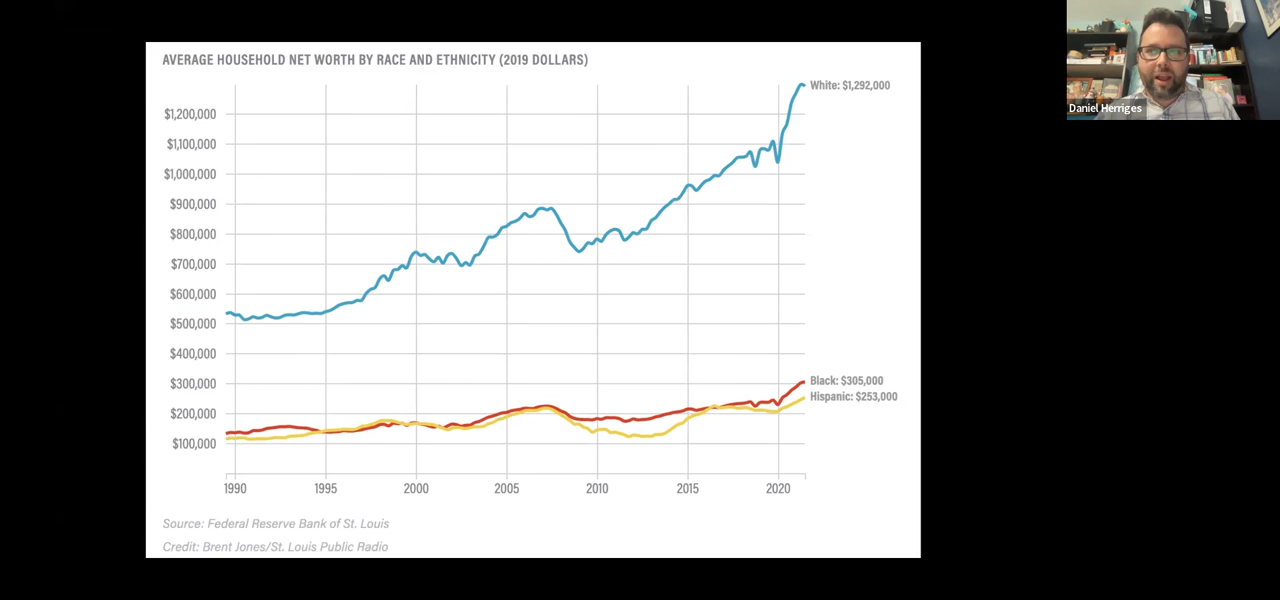 AVERAGE HOUSEHOLD NET WORTH BY RACE AND ETHNICITY (2019 DOLLARS)
Daniel Herriges
White: $1,292,000
$1,200,000
$1,100,000
$1,000,000
$900,000
$800,000
$700,000
$600,000
$500,000
$400,000
$300,000
Black: $305,000
Hispanic: $253,000
$200,000
$100,000
1990 1995 2000 2005 2010 2015 2020
Source: Federal Reserve Bank of St. Louis
Credit: Brent Jones/St. Louis Public Radio